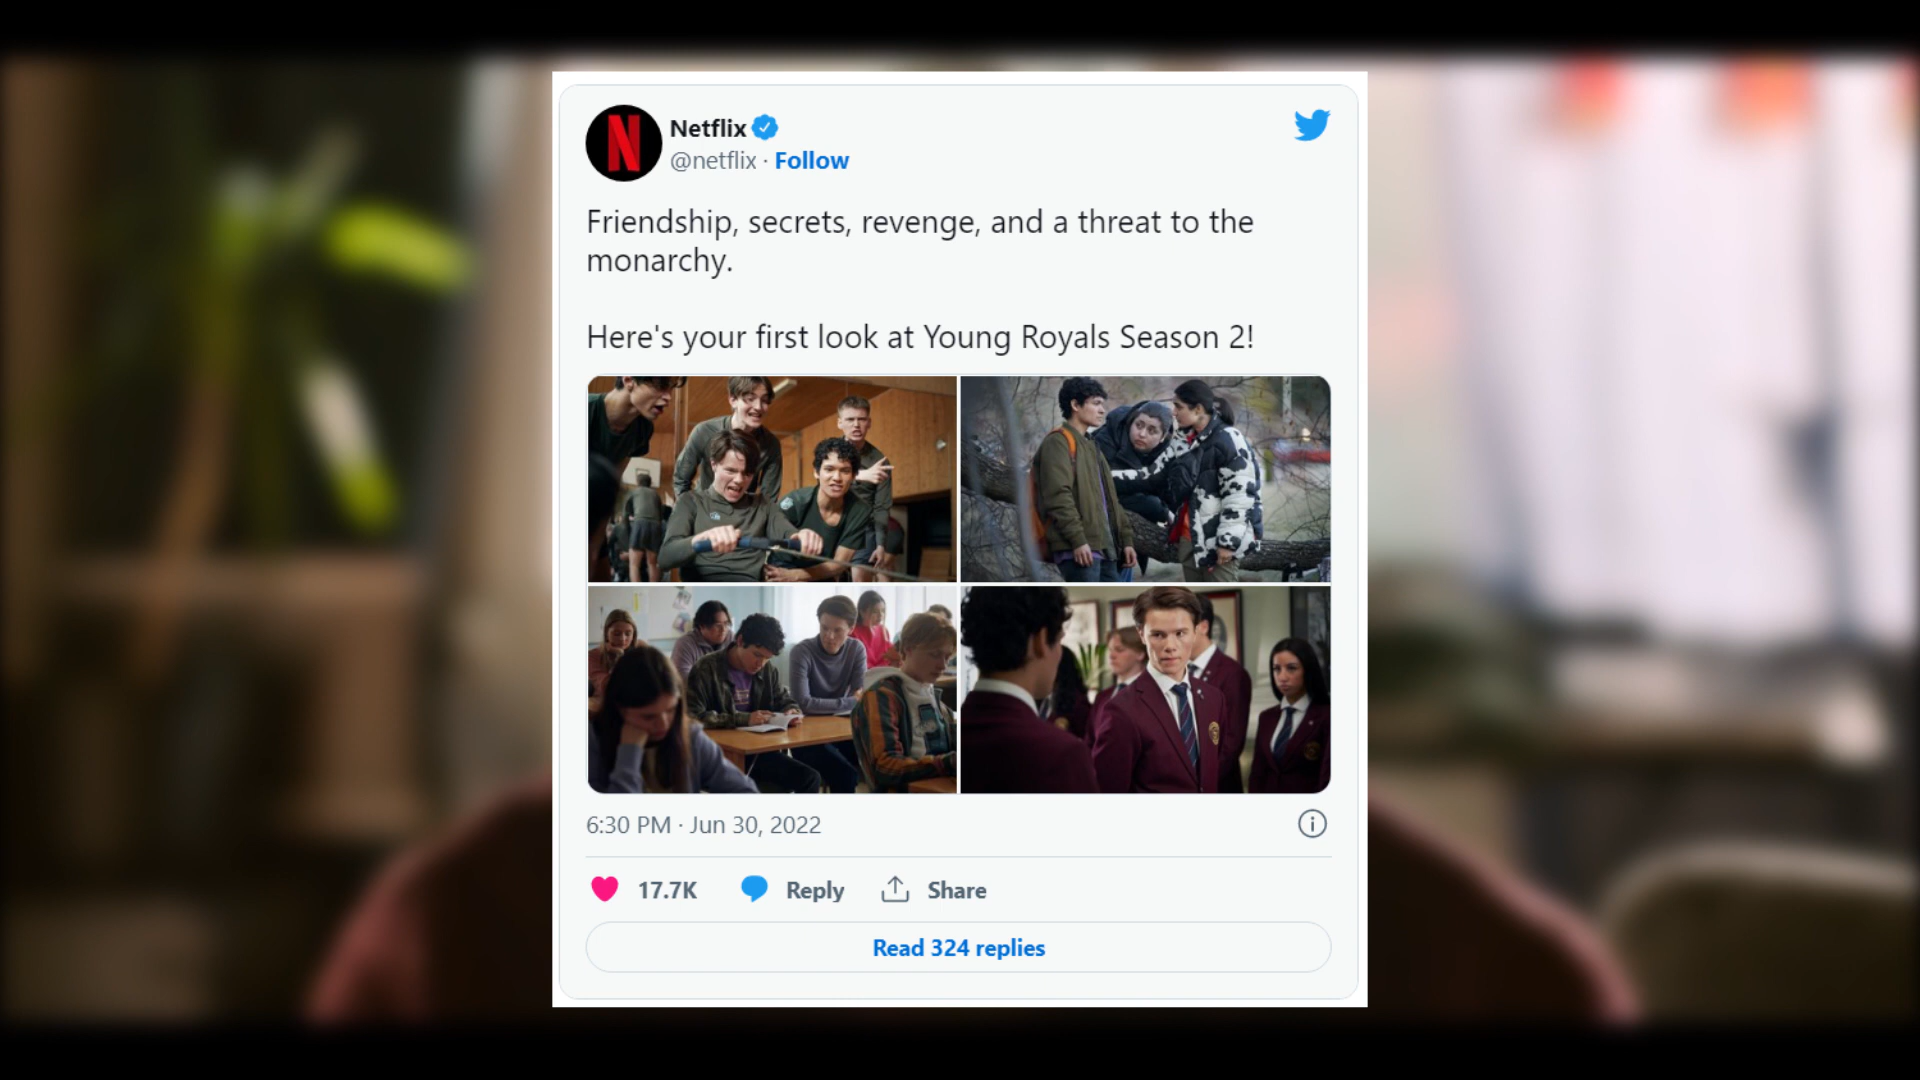 Netflix
@netflix · Follow
Friendship, secrets, revenge, and a threat to the
monarchy.
Here's your first look at Young Royals Season 2!
6:30 PM · Jun 30, 2022
17.7K Reply Share
Read 324 replies